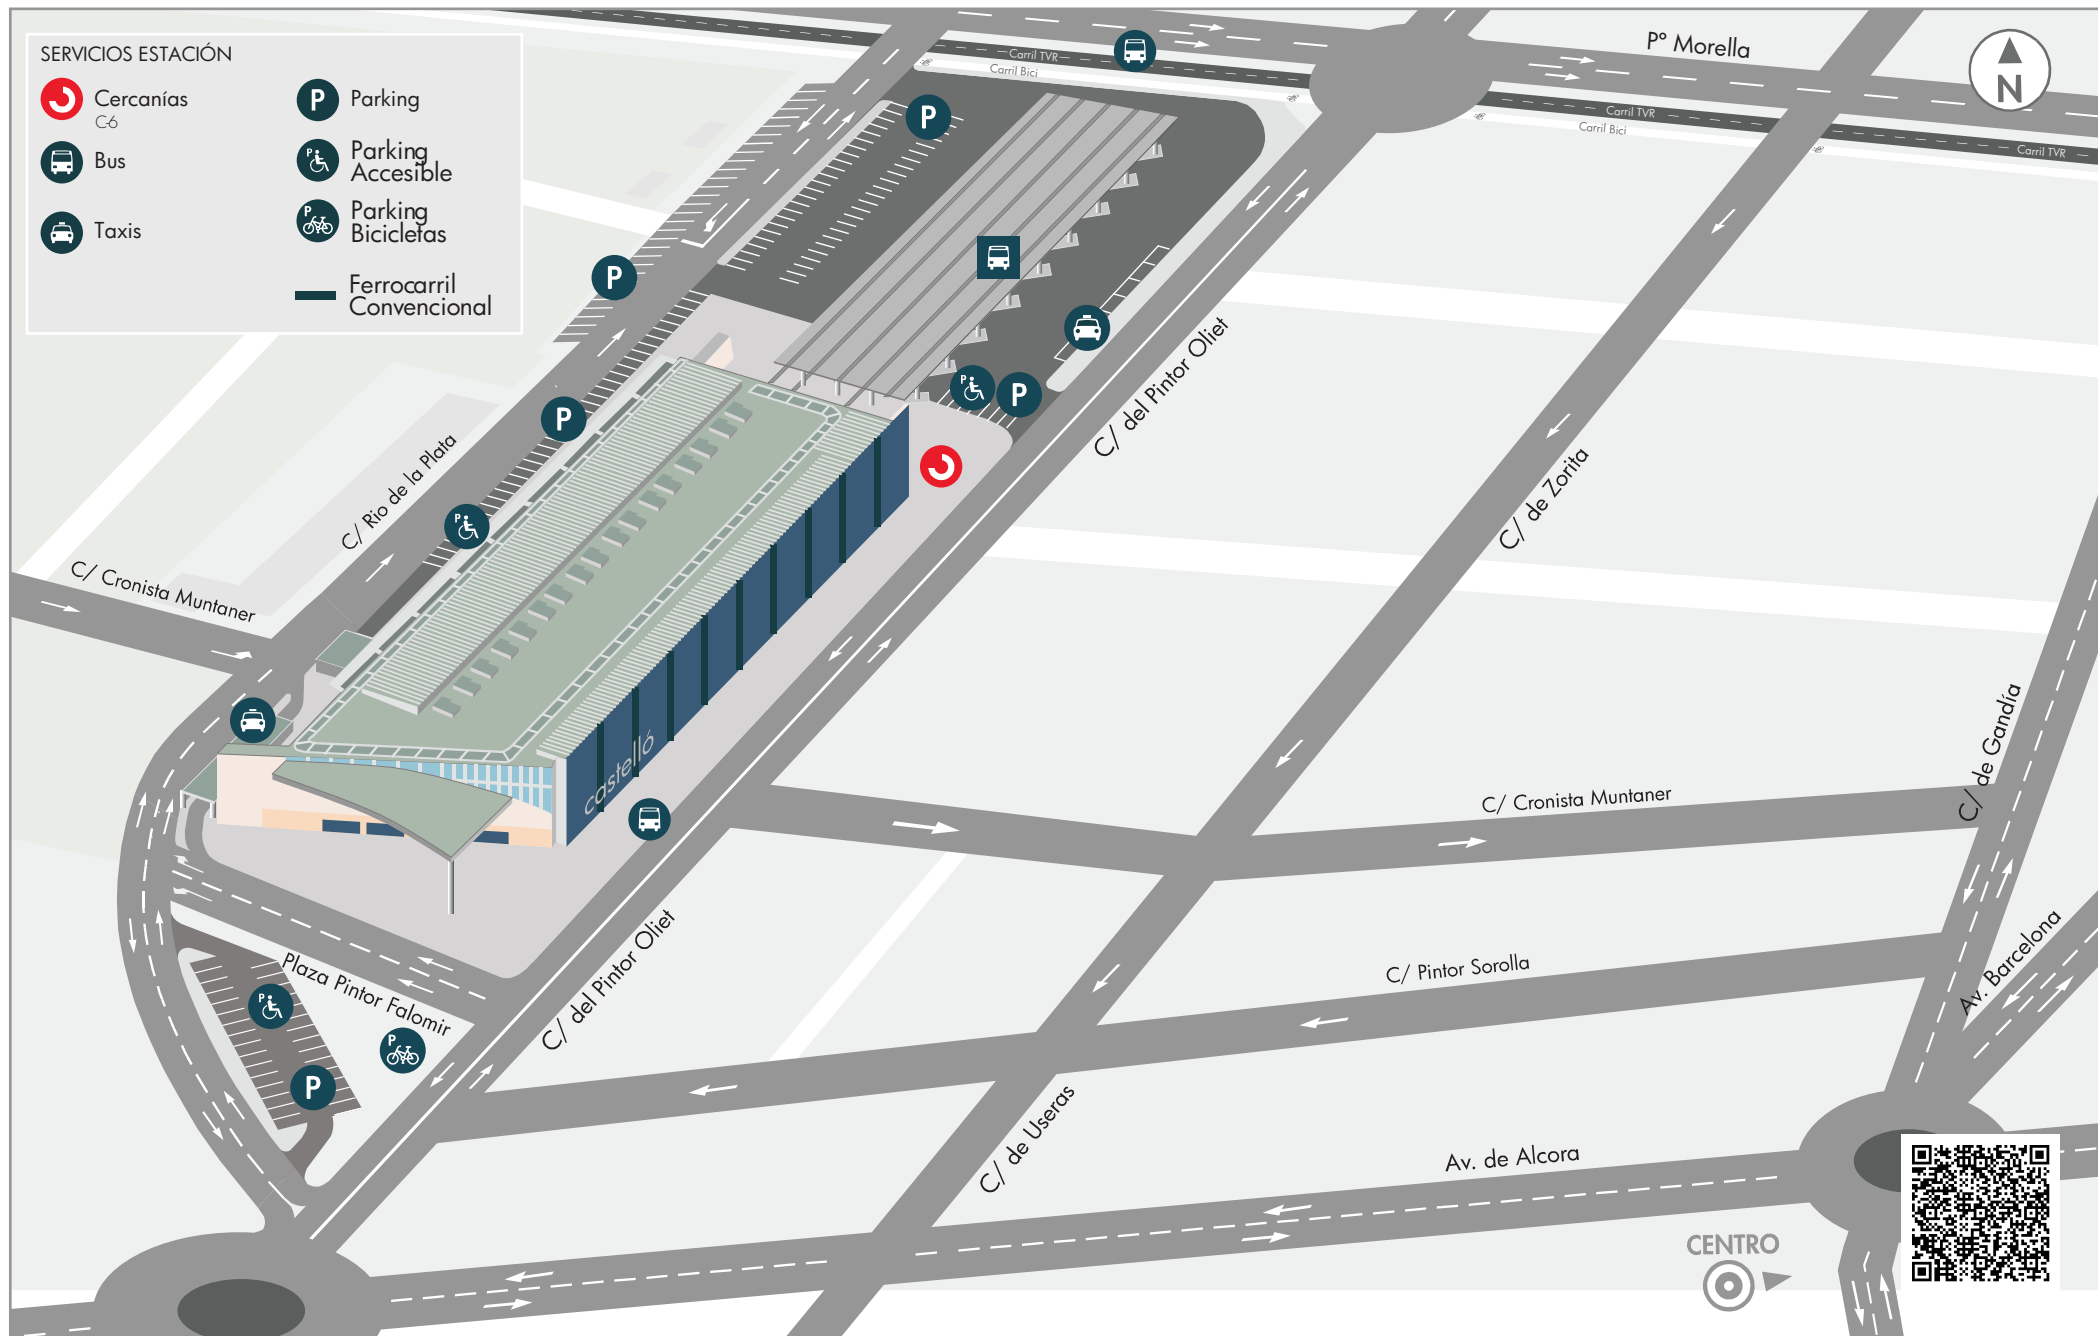 SERVICIOS ESTACIÓN
Cercanías
C-6
Bus
Taxis
P
Parking
P
Parking
Accesible
P
Parking
Bicicletas
Ferrocarril
Convencional
Pº Morella
N
Carril TVR
Carril Bici
Carril TVR
Carril Bici
Carril TVR
P
P
P
P
P
P
C/ del Pintor Oliet
C/ de Zorita
C/ Rio de la Plata
P
C/ Cronista Muntaner
C/ de Gandía
castelló
C/ Cronista Muntaner
C/ Pintor Sorolla
Av. Barcelona
C/ del Pintor Oliet
Plaza Pintor Falomir
P
P
P
C/ de Useras
Av. de Alcora
CENTRO